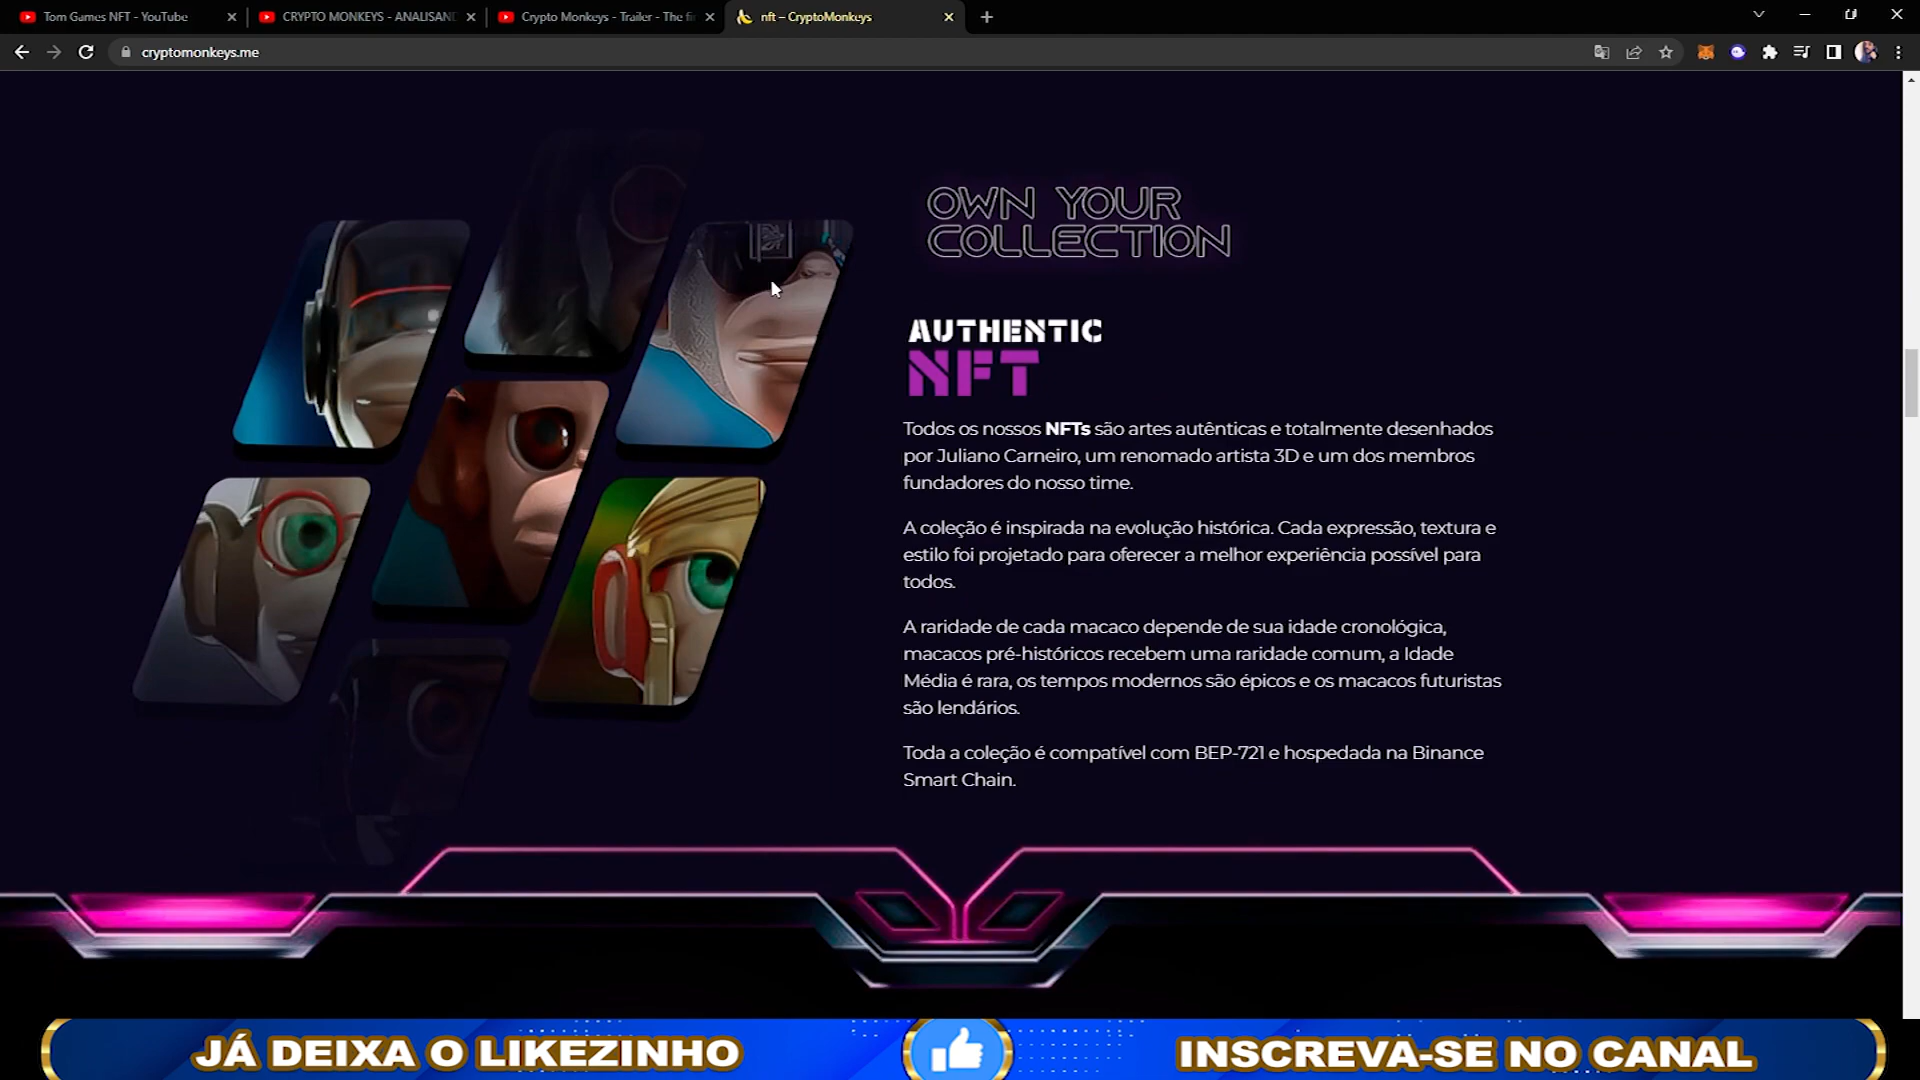 Tom Games NFT - YouTube
CRYPTO MONKEYS - ANALISAND
Crypto Monkeys - Trailer - The fir
nft – CryptoMonkeys
cryptomonkeys.me
OWN YOUR
COLLECTION
AUTHENTIC
NFT
Todos os nossos NFTs são artes autênticas e totalmente desenhados
por Juliano Carneiro, um renomado artista 3D e um dos membros
fundadores do nosso time.
A coleção é inspirada na evolução histórica. Cada expressão, textura e
estilo foi projetado para oferecer a melhor experiência possível para
todos.
A raridade de cada macaco depende de sua idade cronológica,
macacos pré-históricos recebem uma raridade comum, a Idade
Média é rara, os tempos modernos são épicos e os macacos futuristas
são lendários.
Toda a coleção é compatível com BEP-721 e hospedada na Binance
Smart Chain.
JÁ DEIXA O LIKEZINHO
INSCREVA-SE NO CANAL